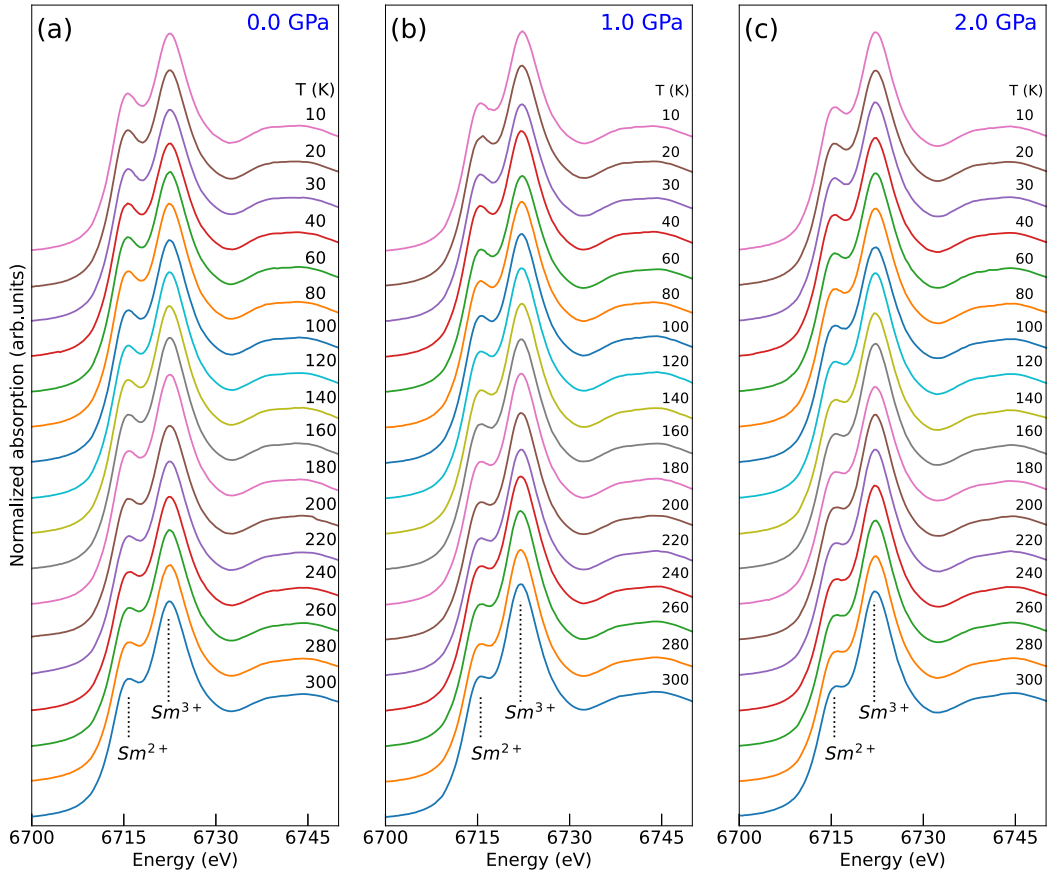 Normalized absorption (arb.units)
(a)
0.0 GPa
T (K)
10
20
30
40
60
80
100
120
140
160
180
200
220
240
260
280
300
Sm3+
Sm2+
6700 6715 6730 6745
Energy (eV)
(b)
1.0 GPa
T (K)
10
20
30
40
60
80
100
120
140
160
180
200
220
240
260
280
300
Sm3+
Sm2+
6700 6715 6730 6745
Energy (eV)
(c)
2.0 GPa
T (K)
10
20
30
40
60
80
100
120
140
160
180
200
220
240
260
280
300
Sm3+
Sm2+
6700 6715 6730 6745
Energy (eV)